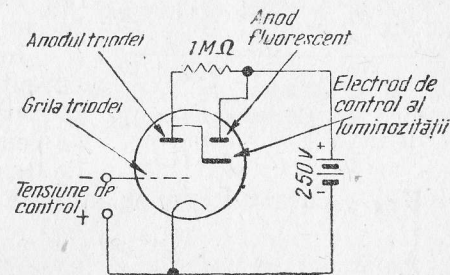 Anodul triodei
1MΩ
Anod
fluorescent
Electrod de
control al
luminozității
Grila triodei
-
Tensiune de
control
+
+
250V
-